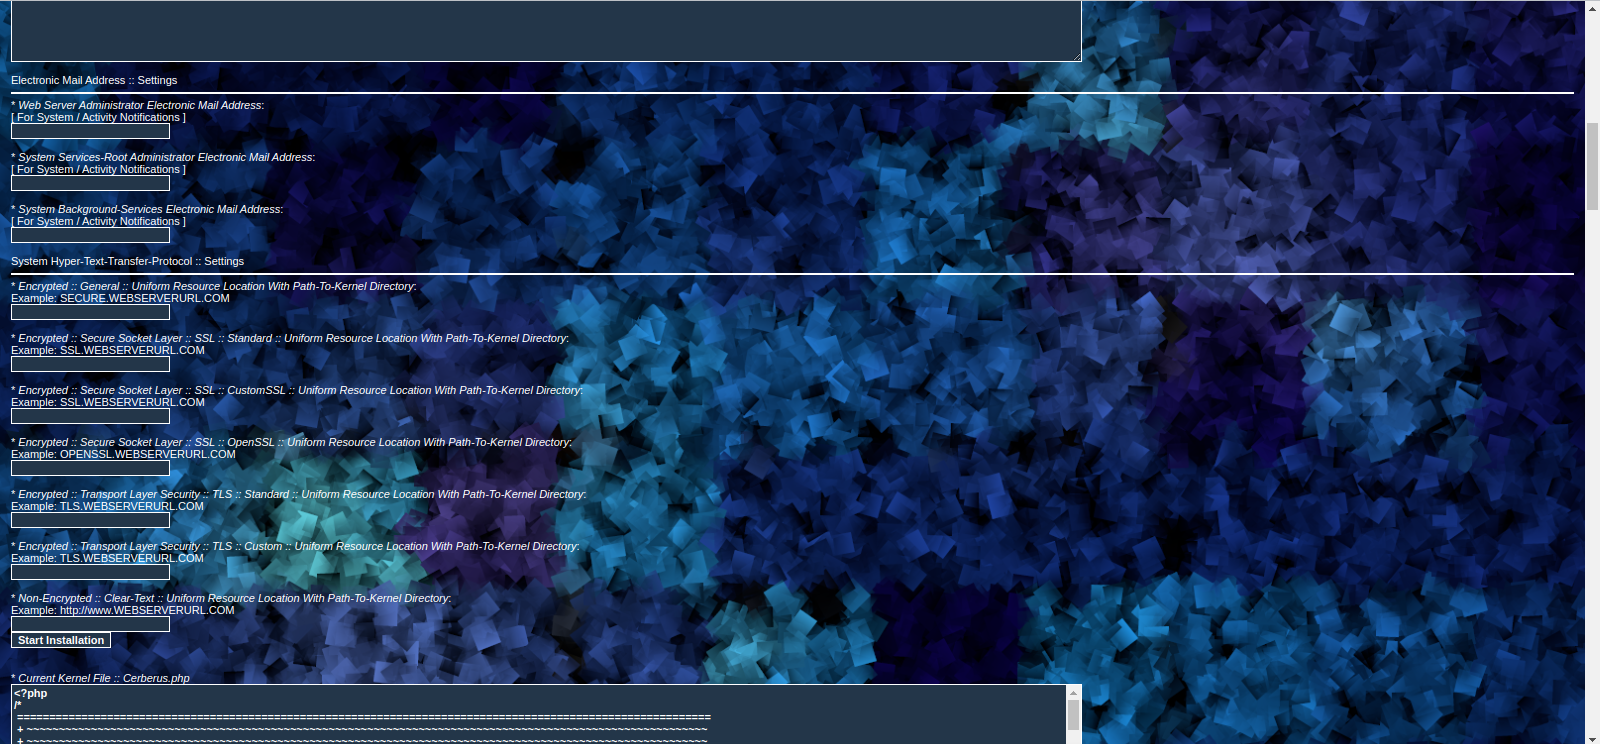 Electronic Mail Address :: Settings
* Web Server Administrator Electronic Mail Address:
[ For System / Activity Notifications ]
* System Services-Root Administrator Electronic Mail Address:
[ For System / Activity Notifications ]
* System Background-Services Electronic Mail Address:
[ For System / Activity Notifications ]
System Hyper-Text-Transfer-Protocol :: Settings
* Encrypted :: General :: Uniform Resource Location With Path-To-Kernel Directory:
Example: SECURE.WEBSERVERURL.COM
* Encrypted :: Secure Socket Layer :: SSL :: Standard :: Uniform Resource Location With Path-To-Kernel Directory:
Example: SSL.WEBSERVERURL.COM
* Encrypted :: Secure Socket Layer :: SSL :: CustomSSL :: Uniform Resource Location With Path-To-Kernel Directory:
Example: SSL.WEBSERVERURL.COM
* Encrypted :: Secure Socket Layer :: SSL :: OpenSSL :: Uniform Resource Location With Path-To-Kernel Directory:
Example: OPENSSL.WEBSERVERURL.COM
* Encrypted :: Transport Layer Security :: TLS :: Standard :: Uniform Resource Location With Path-To-Kernel Directory:
Example: TLS.WEBSERVERURL.COM
* Encrypted :: Transport Layer Security :: TLS :: Custom :: Uniform Resource Location With Path-To-Kernel Directory:
Example: TLS.WEBSERVERURL.COM
* Non-Encrypted :: Clear-Text :: Uniform Resource Location With Path-To-Kernel Directory:
Example: http://www.WEBSERVERURL.COM
Start Installation
* Current Kernel File :: Cerberus.php
<?php
/*
============================================================================================================
+ ~~~~~~~~~~~~~~~~~~~~~~~~~~~~~~~~~~~~~~~~~~~~~~~~~~~~~~~~~~~~~~~~~~~~~~~~~~~~~~~~~~~~~~~~~~~~~~~~~~~~~~~~~
+ ~~~~~~~~~~~~~~~~~~~~~~~~~~~~~~~~~~~~~~~~~~~~~~~~~~~~~~~~~~~~~~~~~~~~~~~~~~~~~~~~~~~~~~~~~~~~~~~~~~~~~~~~~